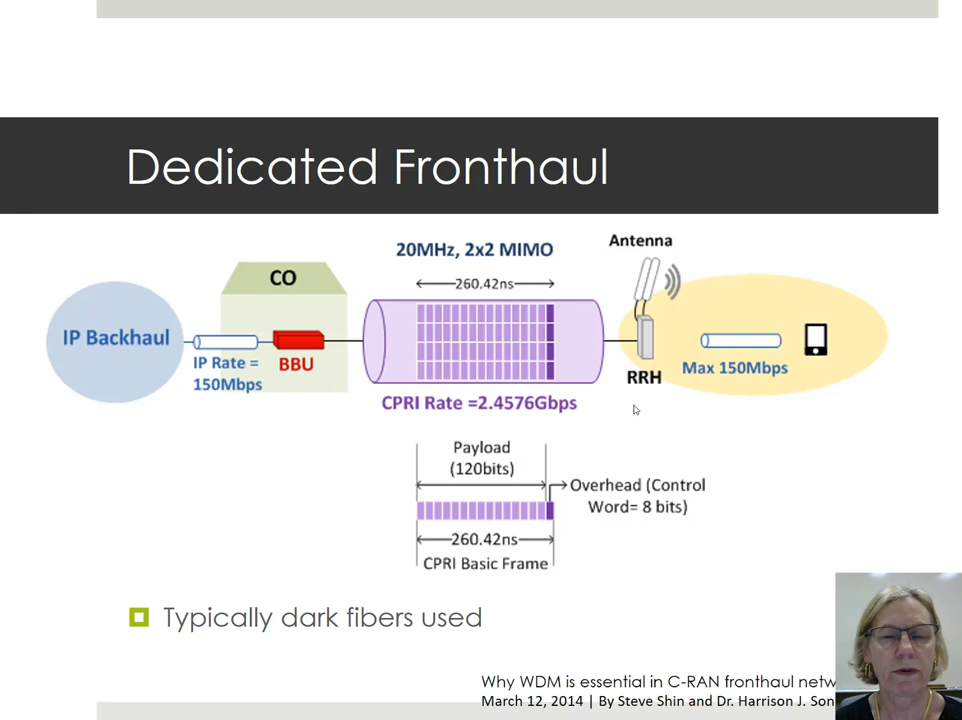 Dedicated Fronthaul
Antenna
20MHz, 2x2 MIMO
CO
260.42ns
IP Backhaul
IP Rate =
150Mbps
BBU
RRH
Max 150Mbps
CPRI Rate =2.4576Gbps
Payload
(120bits)
Overhead (Control
Word= 8 bits)
260.42ns
CPRI Basic Frame
Typically dark fibers used
Why WDM is essential in C-RAN fronthaul
March 12, 2014 | By Steve Shin and Dr. Harrison J. Son